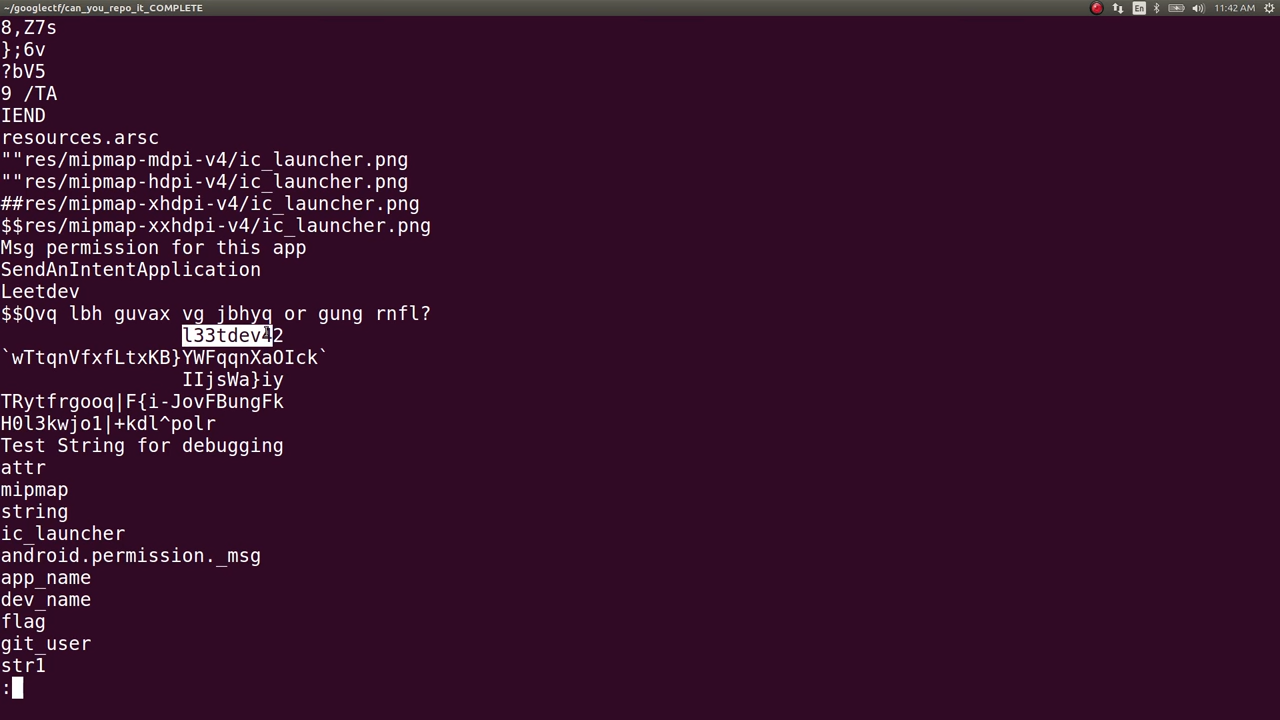 ~/googlectf/can_you_repo_it_COMPLETE
En
11:42 AM
8,Z7s
};6v
?bV5
9 /TA
IEND
resources.arsc
""res/mipmap-mdpi-v4/ic_launcher.png
""res/mipmap-hdpi-v4/ic_launcher.png
##res/mipmap-xhdpi-v4/ic_launcher.png
$$res/mipmap-xxhdpi-v4/ic_launcher.png
Msg permission for this app
SendAnIntentApplication
Leetdev
$$Qvq lbh guvax vg jbhyq or gung rnfl?
l33tdev42
`wTtqnVfxfLtxKB}YWFqqnXaOIck`
IIjsWa}iy
TRytfrgooq|F{i-JovFBungFk
H0l3kwjo1|+kdl^polr
Test String for debugging
attr
mipmap
string
ic_launcher
android.permission._msg
app_name
dev_name
flag
git_user
str1
: